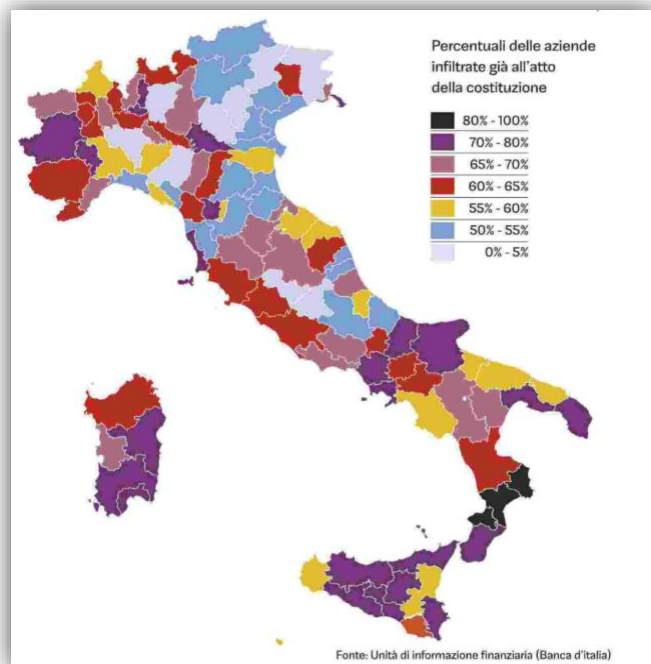 Percentuali delle aziende
infiltrate già all'atto
della costituzione
80% - 100%
70% - 80%
65% - 70%
60% - 65%
55% - 60%
50% - 55%
0% - 5%
Fonte: Unità di informazione finanziaria (Banca d'italia)